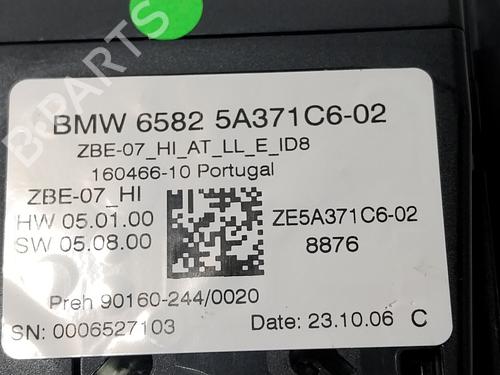 BMW 6582 5A371C6-02
ZBE-07_HI_AT_LL_E_ID8
160466-10 Portugal
ZBE-07_HI
HW 05.01.00
SW 05.08.00
ZE5A371C6-02
8876
Preh 90160-244/0020
SN: 0006527103
Date: 23.10.06 C